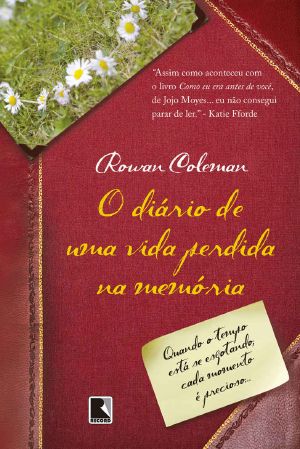 “Assim como aconteceu com
o livro Como eu era antes de você,
de Jojo Moyes... eu não consegui
parar de ler.” - Katie Fforde
Rowan Coleman
O diário de
uma vida perdida
na memória
Quando o tempo
está se esgotando,
cada momento
é precioso...
R
RECORD